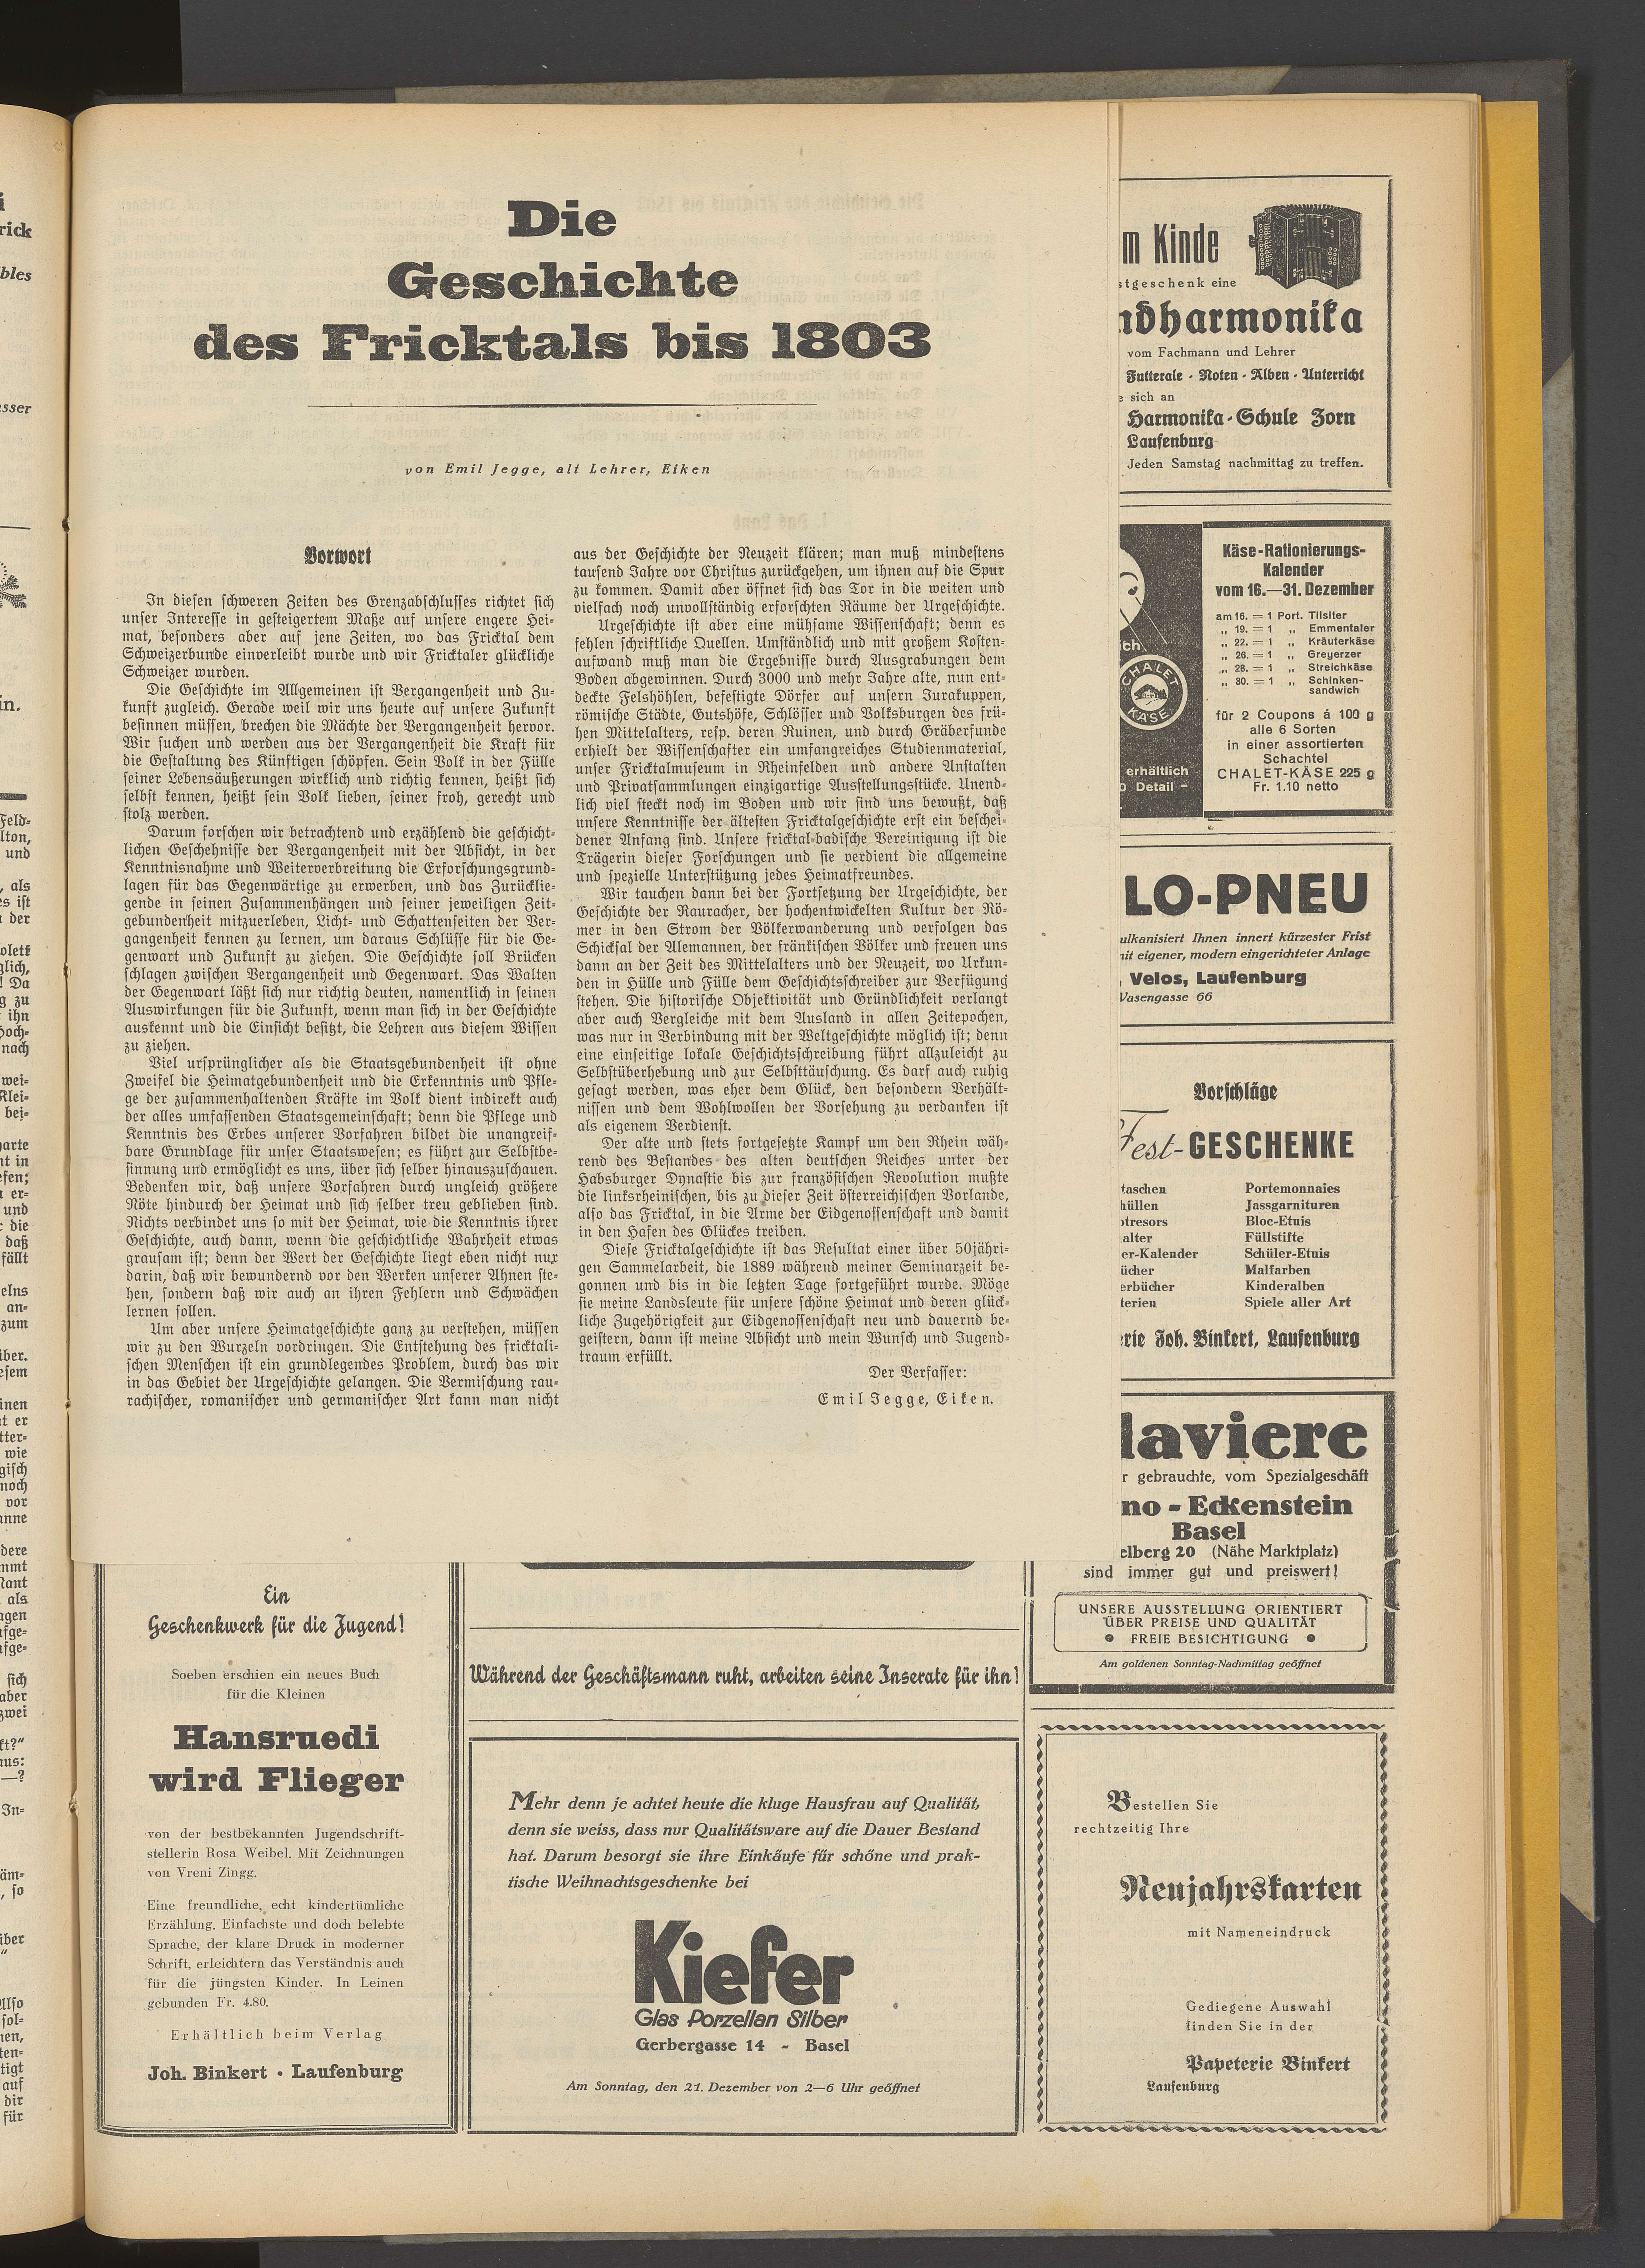 Die
Geschichte
des Fricktals bis 1803
von Emil Jegge, alt Lehrer, Eiken
Vorwort
In diesen schweren Zeiten des Grenzabschlusses richtet sich
unser Interesse in gesteigertem Maße auf unsere engere Hei-
mat, besonders aber auf jene Zeiten, wo das Fricktal dem
Schweizerbunde einverleibt wurde und wir Fricktaler glückliche
Schweizer wurden.
Die Geschichte im Allgemeinen ist Vergangenheit und Zu-
kunft zugleich. Gerade weil wir uns heute auf unsere Zukunft
besinnen müssen, brechen die Mächte der Vergangenheit hervor.
Wir suchen und werden aus der Vergangenheit die Kraft für
die Gestaltung des Künftigen schöpfen. Sein Volk in der Fülle
seiner Lebensäußerungen wirklich und richtig kennen, heißt sich
selbst kennen, heißt sein Volk lieben, seiner froh, gerecht und
stolz werden.
Darum forschen wir betrachtend und erzählend die geschicht-
lichen Geschehnisse der Vergangenheit mit der Absicht, in der
Kenntnisnahme und Weiterverbreitung die Erforschungsgrund-
lagen für das Gegenwärtige zu erwerben, und das Zurücklie-
gende in seinen Zusammenhängen und seiner jeweiligen Zeit-
gebundenheit mitzuerleben, Licht- und Schattenseiten der Ver-
gangenheit kennen zu lernen, um daraus Schlüsse für die Ge-
genwart und Zukunft zu ziehen. Die Geschichte soll Brücken
schlagen zwischen Vergangenheit und Gegenwart. Das Walten
der Gegenwart läßt sich nur richtig deuten, namentlich in seinen
Auswirkungen für die Zukunft, wenn man sich in der Geschichte
auskennt und die Einsicht besitzt, die Lehren aus diesem Wissen
zu ziehen.
Viel ursprünglicher als die Staatsgebundenheit ist ohne
Zweifel die Heimatgebundenheit und die Erkenntnis und Pfle-
ge der zusammenhaltenden Kräfte im Volk dient indirekt auch
der alles umfassenden Staatsgemeinschaft; denn die Pflege und
Kenntnis des Erbes unserer Vorfahren bildet die unangreif-
bare Grundlage für unser Staatswesen; es führt zur Selbstbe-
sinnung und ermöglicht es uns, über sich selber hinauszuschauen.
Bedenken wir, daß unsere Vorfahren durch ungleich größere
Nöte hindurch der Heimat und sich selber treu geblieben sind.
Nichts verbindet uns so mit der Heimat, wie die Kenntnis ihrer
Geschichte, auch dann, wenn die geschichtliche Wahrheit etwas
grausam ist; denn der Wert der Geschichte liegt eben nicht nur
darin, daß wir bewundernd vor den Werken unserer Ahnen ste-
hen, sondern daß wir auch an ihren Fehlern und Schwächen
lernen sollen.
Um aber unsere Heimatgeschichte ganz zu verstehen, müssen
wir zu den Wurzeln vordringen. Die Entstehung des fricktali-
schen Menschen ist ein grundlegendes Problem, durch das wir
in das Gebiet der Urgeschichte gelangen. Die Vermischung rau-
rachischer, romanischer und germanischer Art kann man nicht
aus der Geschichte der Neuzeit klären; man muß mindestens
tausend Jahre vor Christus zurückgehen, um ihnen auf die Spur
zu kommen. Damit aber öffnet sich das Tor in die weiten und
vielfach noch unvollständig erforschten Räume der Urgeschichte.
Urgeschichte ist aber eine mühsame Wissenschaft; denn es
fehlen schriftliche Quellen. Umständlich und mit großem Kosten-
aufwand muß man die Ergebnisse durch Ausgrabungen dem
Boden abgewinnen. Durch 3000 und mehr Jahre alte, nun ent-
deckte Felshöhlen, befestigte Dörfer auf unsern Jurakuppen,
römische Städte, Gutshöfe, Schlösser und Volksburgen des frü-
hen Mittelalters, resp. deren Ruinen, und durch Gräberfunde
erhielt der Wissenschafter ein umfangreiches Studienmaterial,
unser Fricktalmuseum in Rheinfelden und andere Anstalten
und Privatsammlungen einzigartige Ausstellungsstücke. Unend-
lich viel steckt noch im Boden und wir sind uns bewußt, daß
unsere Kenntnisse der ältesten Fricktalgeschichte erst ein beschei-
dener Anfang sind. Unsere fricktal-badische Vereinigung ist die
Trägerin dieser Forschungen und sie verdient die allgemeine
und spezielle Unterstützung jedes Heimatfreundes.
Wir tauchen dann bei der Fortsetzung der Urgeschichte, der
Geschichte der Rauracher, der hochentwickelten Kultur der Rö-
mer in den Strom der Völkerwanderung und verfolgen das
Schicksal der Alemannen, der fränkischen Völker und freuen uns
dann an der Zeit des Mittelalters und der Neuzeit, wo Urkun-
den in Hülle und Fülle dem Geschichtschreiber zur Verfügung
stehen. Die historische Objektivität und Gründlichkeit verlangt
aber auch Vergleiche mit dem Ausland in allen Zeitepochen,
was nur in Verbindung mit der Weltgeschichte möglich ist; denn
eine einseitige lokale Geschichtsschreibung führt allzuleicht zu
Selbstüberhebung und zur Selbsttäuschung. Es darf auch ruhig
gesagt werden, was eher dem Glück, den besondern Verhält-
nissen und dem Wohlwollen der Vorsehung zu verdanken ist
als eigenem Verdienst.
Der alte und stets fortgesetzte Kampf um den Rhein wäh-
rend des Bestandes des alten deutschen Reiches unter der
Habsburger Dynastie bis zur französischen Revolution mußte
die linksrheinischen, bis zu dieser Zeit österreichischen Vorlande,
also das Fricktal, in die Arme der Eidgenossenschaft und damit
in den Hafen des Glückes treiben.
Diese Fricktalgeschichte ist das Resultat einer über 50jähri-
gen Sammelarbeit, die 1889 während meiner Seminarzeit be-
gonnen und bis in die letzten Tage fortgeführt wurde. Möge
sie meine Landsleute für unsere schöne Heimat und deren glück-
liche Zugehörigkeit zur Eidgenossenschaft neu und dauernd be-
geistern, dann ist meine Absicht und mein Wunsch und Jugend-
traum erfüllt.
Der Verfasser:
Emil Jegge, Eiken.
m Kinde
stgeschenk eine
ndharmonika
vom Fachmann und Lehrer
Futterale - Noten - Alben - Unterricht
e sich an
Harmonika-Schule Zorn
Laufenburg
Jeden Samstag nachmittag zu treffen.
ich
CHALET
KÄSE
erhältlich
Detail -
Käse-Rationierungs-
Kalender
vom 16.—31. Dezember
am 16. = 1 Port. Tilsiter
„ 19. = 1 „ Emmentaler
„ 22. = 1 „ Kräuterkäse
„ 26. = 1 „ Greyerzer
„ 28. = 1 „ Streichkäse
„ 30. = 1 „ Schinken-
sandwich
für 2 Coupons á 100 g
alle 6 Sorten
in einer assortierten
Schachtel
CHALET-KÄSE 225 g
Fr. 1.10 netto
LO-PNEU
ulkanisiert Ihnen innert kürzester Frist
mit eigener, modern eingerichteter Anlage
, Velos, Laufenburg
Wasengasse 66
Vorschläge
Fest-GESCHENKE
taschen Portemonnaies
hüllen Jassgarnituren
tresors Bloc-Etuis
alter Füllstifte
er-Kalender Schüler-Etuis
ücher Malfarben
erbücher Kinderalben
terien Spiele aller Art
erie Joh. Binkert, Laufenburg
laviere
r gebrauchte, vom Spezialgeschäft
no - Eckenstein
Basel
elberg 20 (Nähe Marktplatz)
sind immer gut und preiswert!
UNSERE AUSSTELLUNG ORIENTIERT
ÜBER PREISE UND QUALITÄT
• FREIE BESICHTIGUNG •
Am goldenen Sonntag-Nachmittag geöffnet
Ein
Geschenkwerk für die Jugend!
Soeben erschien ein neues Buch
für die Kleinen
Hansruedi
wird Flieger
von der bestbekannten Jugendschrift-
stellerin Rosa Weibel. Mit Zeichnungen
von Vreni Zingg.
Eine freundliche, echt kindertümliche
Erzählung. Einfachste und doch belebte
Sprache, der klare Druck in moderner
Schrift, erleichtern das Verständnis auch
für die jüngsten Kinder. In Leinen
gebunden Fr. 4.80.
Erhältlich beim Verlag
Joh. Binkert • Laufenburg
Während der Geschäftsmann ruht, arbeiten seine Inserate für ihn!
Mehr denn je achtet heute die kluge Hausfrau auf Qualität,
denn sie weiss, dass nur Qualitätsware auf die Dauer Bestand
hat. Darum besorgt sie ihre Einkäufe für schöne und prak-
tische Weihnachtsgeschenke bei
Kiefer
Glas Porzellan Silber
Gerbergasse 14 - Basel
Am Sonntag, den 21. Dezember von 2—6 Uhr geöffnet
Bestellen Sie
rechtzeitig Ihre
Neujahrskarten
mit Nameneindruck
Gediegene Auswahl
finden Sie in der
Papeterie Binkert
Laufenburg